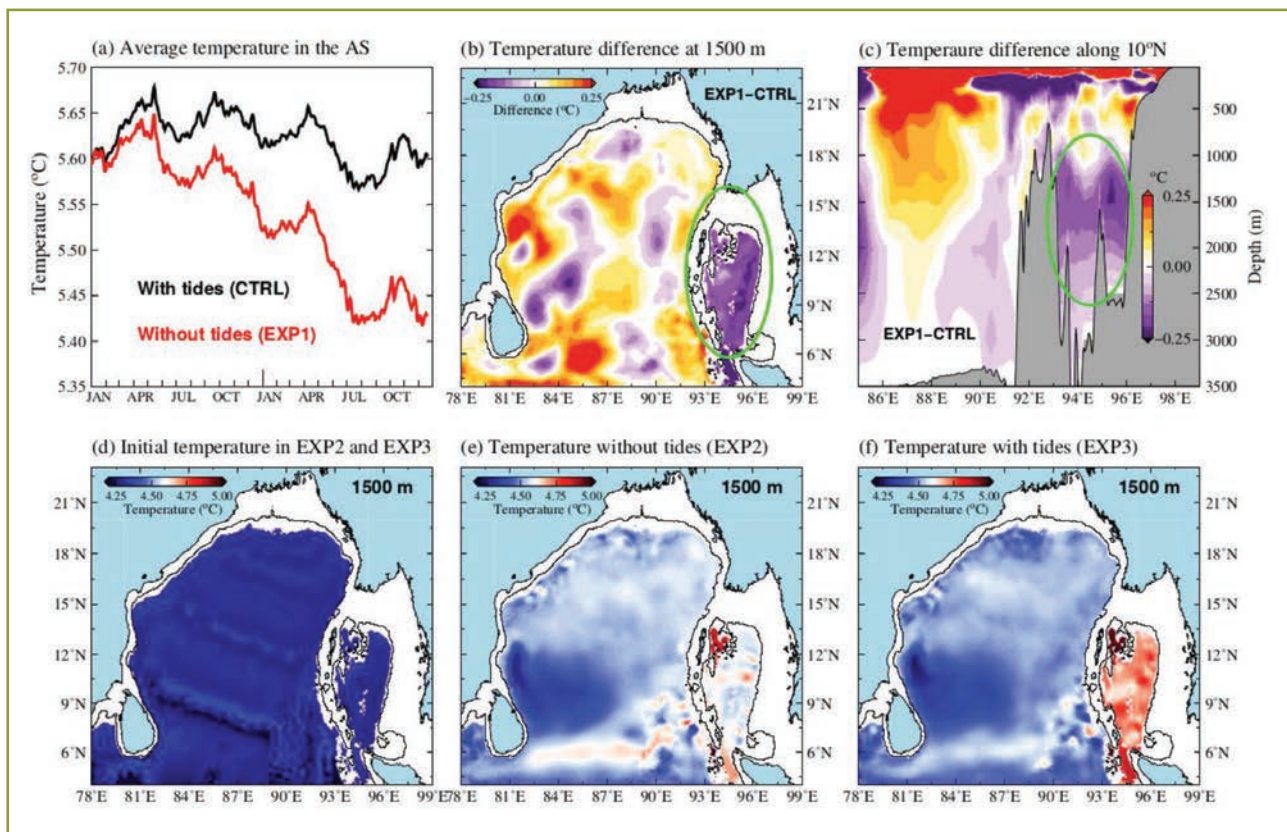 (a) Average temperature in the AS
5.70
5.65
5.60
5.55
5.50
5.45
5.40
5.35
Temperature (°C)
With tides (CTRL)
Without tides (EXP1)
JAN APR JUL OCT JAN APR JUL OCT
(b) Temperature difference at 1500 m
−0.25 0.00 0.25
Difference (°C)
EXP1−CTRL
21°N
18°N
15°N
12°N
9°N
6°N
78°E 81°E 84°E 87°E 90°E 93°E 96°E 99°E
(c) Temperaure difference along 10°N
500
1000
1500
2000
2500
3000
3500
Depth (m)
°C
0.25
0.00
−0.25
EXP1−CTRL
86°E 88°E 90°E 92°E 94°E 96°E 98°E
(d) Initial temperature in EXP2 and EXP3
4.25 4.50 4.75 5.00
Temperature (°C)
1500 m
21°N
18°N
15°N
12°N
9°N
6°N
78°E 81°E 84°E 87°E 90°E 93°E 96°E 99°E
(e) Temperature without tides (EXP2)
4.25 4.50 4.75 5.00
Temperature (°C)
1500 m
21°N
18°N
15°N
12°N
9°N
6°N
78°E 81°E 84°E 87°E 90°E 93°E 96°E 99°E
(f) Temperature with tides (EXP3)
4.25 4.50 4.75 5.00
Temperature (°C)
1500 m
21°N
18°N
15°N
12°N
9°N
6°N
78°E 81°E 84°E 87°E 90°E 93°E 96°E 99°E